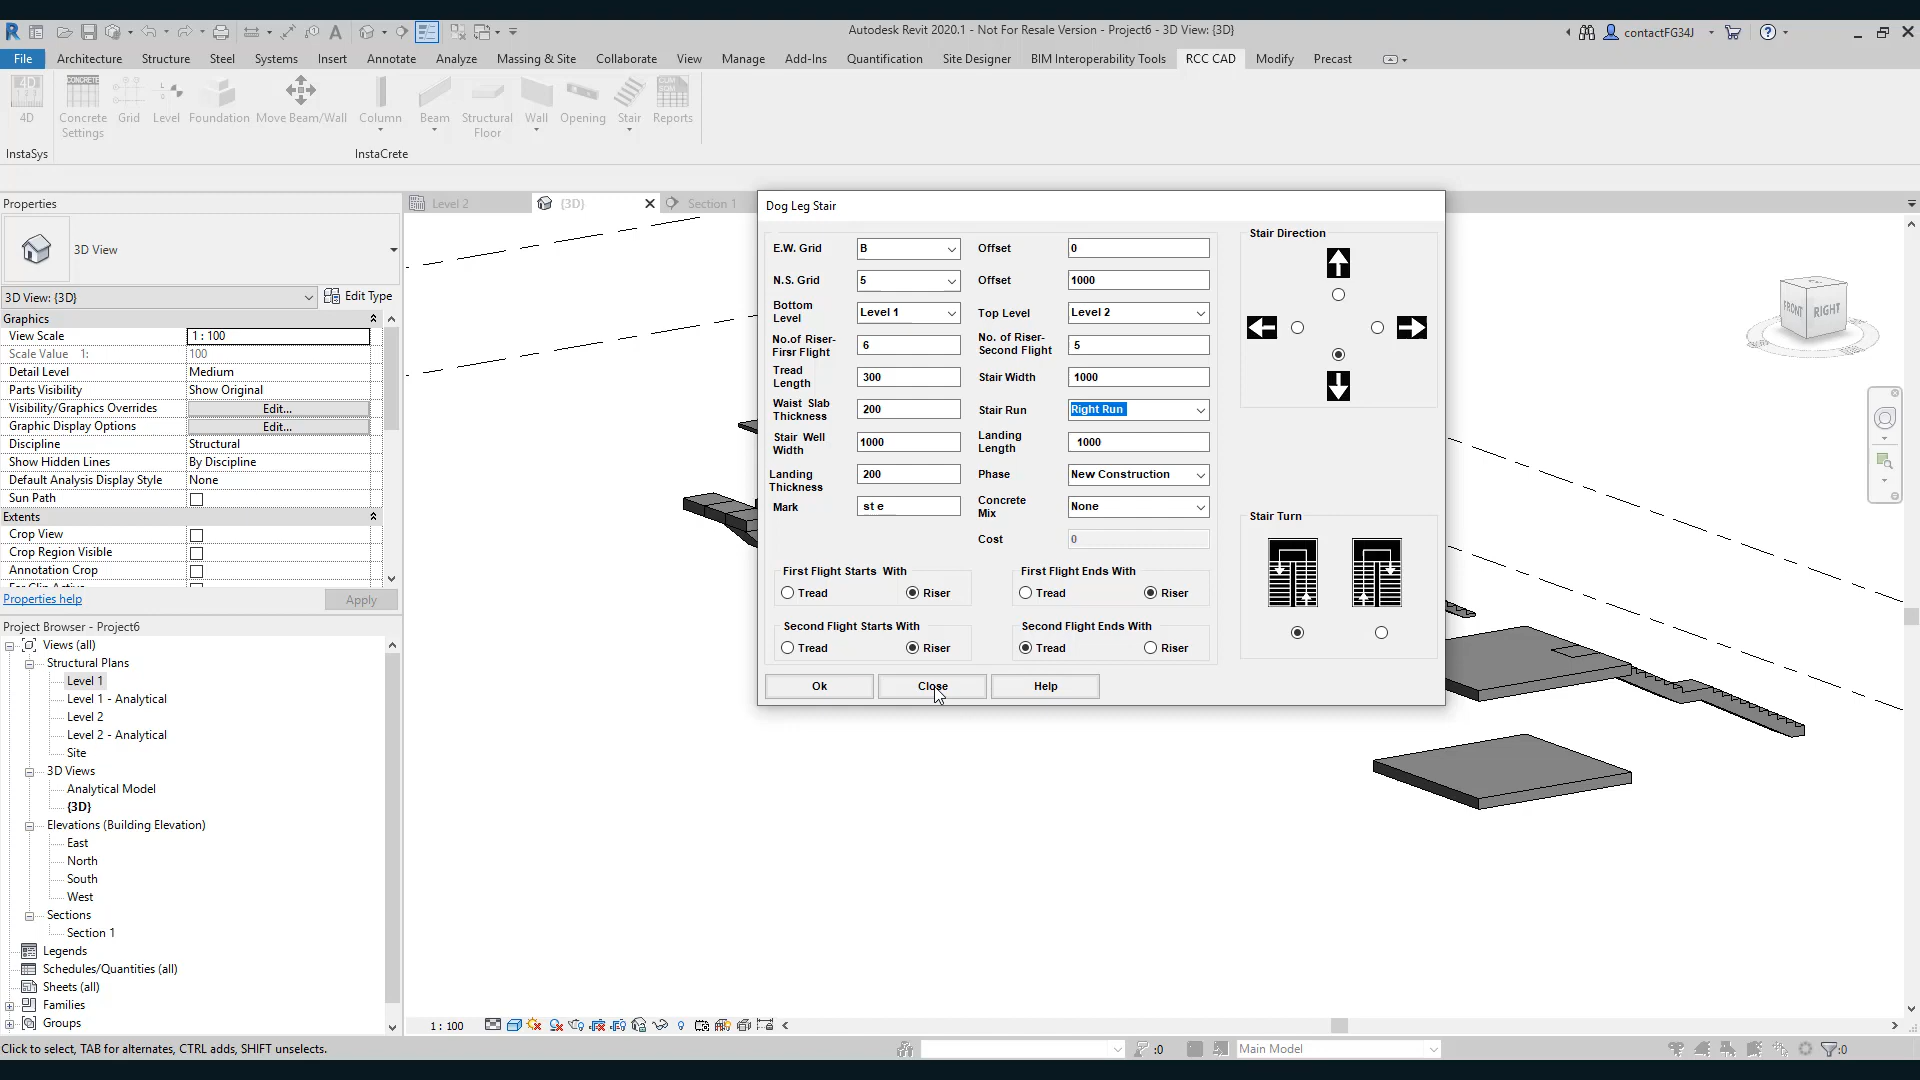 Autodesk Revit 2020.1 - Not For Resale Version - Project6 - 3D View: {3D}
contactFG34J
File Architecture Structure Steel Systems Insert Annotate Analyze Massing & Site Collaborate View Manage Add-Ins Quantification Site Designer BIM Interoperability Tools RCC CAD Modify Precast
4D
CONCRETE
Concrete Settings
Grid
Level
Foundation
Move Beam/Wall
Column
Beam
Structural Floor
Wall
Opening
Stair
Reports
InstaSys
InstaCrete
Properties
3D View
3D View: {3D}
Edit Type
Graphics
View Scale 1 : 100
Scale Value 1: 100
Detail Level Medium
Parts Visibility Show Original
Visibility/Graphics Overrides Edit...
Graphic Display Options Edit...
Discipline Structural
Show Hidden Lines By Discipline
Default Analysis Display Style None
Sun Path
Extents
Crop View
Crop Region Visible
Annotation Crop
Properties help
Apply
Project Browser - Project6
Views (all)
Structural Plans
Level 1
Level 1 - Analytical
Level 2
Level 2 - Analytical
Site
3D Views
Analytical Model
{3D}
Elevations (Building Elevation)
East
North
South
West
Sections
Section 1
Legends
Schedules/Quantities (all)
Sheets (all)
Families
Groups
Level 2
{3D}
Section 1
Dog Leg Stair
E.W. Grid B Offset 0
N.S. Grid 5 Offset 1000
Bottom Level Level 1 Top Level Level 2
No.of Riser-Firsr Flight 6 No. of Riser-Second Flight 5
Tread Length 300 Stair Width 1000
Waist Slab Thickness 200 Stair Run Right Run
Stair Well Width 1000 Landing Length 1000
Landing Thickness 200 Phase New Construction
Mark st e Concrete Mix None
Cost 0
First Flight Starts With
Tread Riser
First Flight Ends With
Tread Riser
Second Flight Starts With
Tread Riser
Second Flight Ends With
Tread Riser
Ok Close Help
Stair Direction
Stair Turn
FRONT RIGHT
1 : 100
Click to select, TAB for alternates, CTRL adds, SHIFT unselects.
:0
Main Model
:0